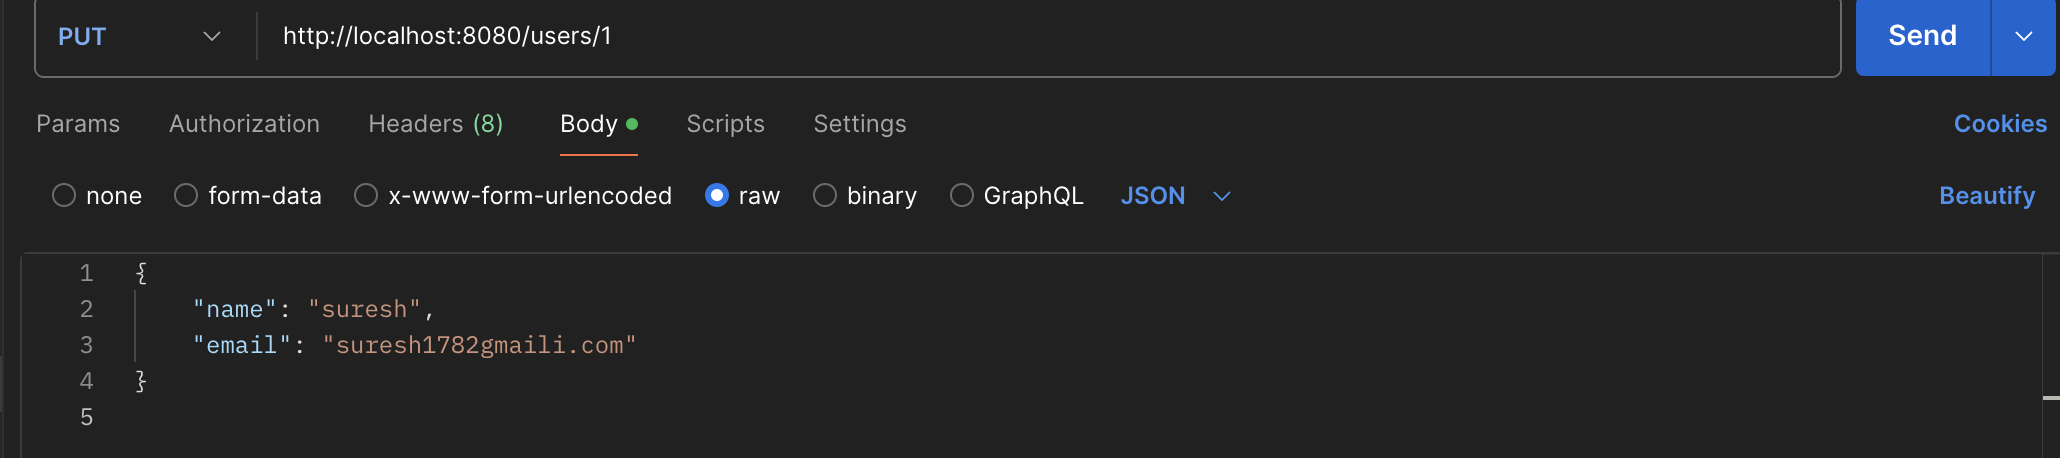 PUT http://localhost:8080/users/1 Send
Params Authorization Headers (8) Body Scripts Settings Cookies
none form-data x-www-form-urlencoded raw binary GraphQL JSON Beautify
1 {
2 "name": "suresh",
3 "email": "suresh1782gmaili.com"
4 }
5